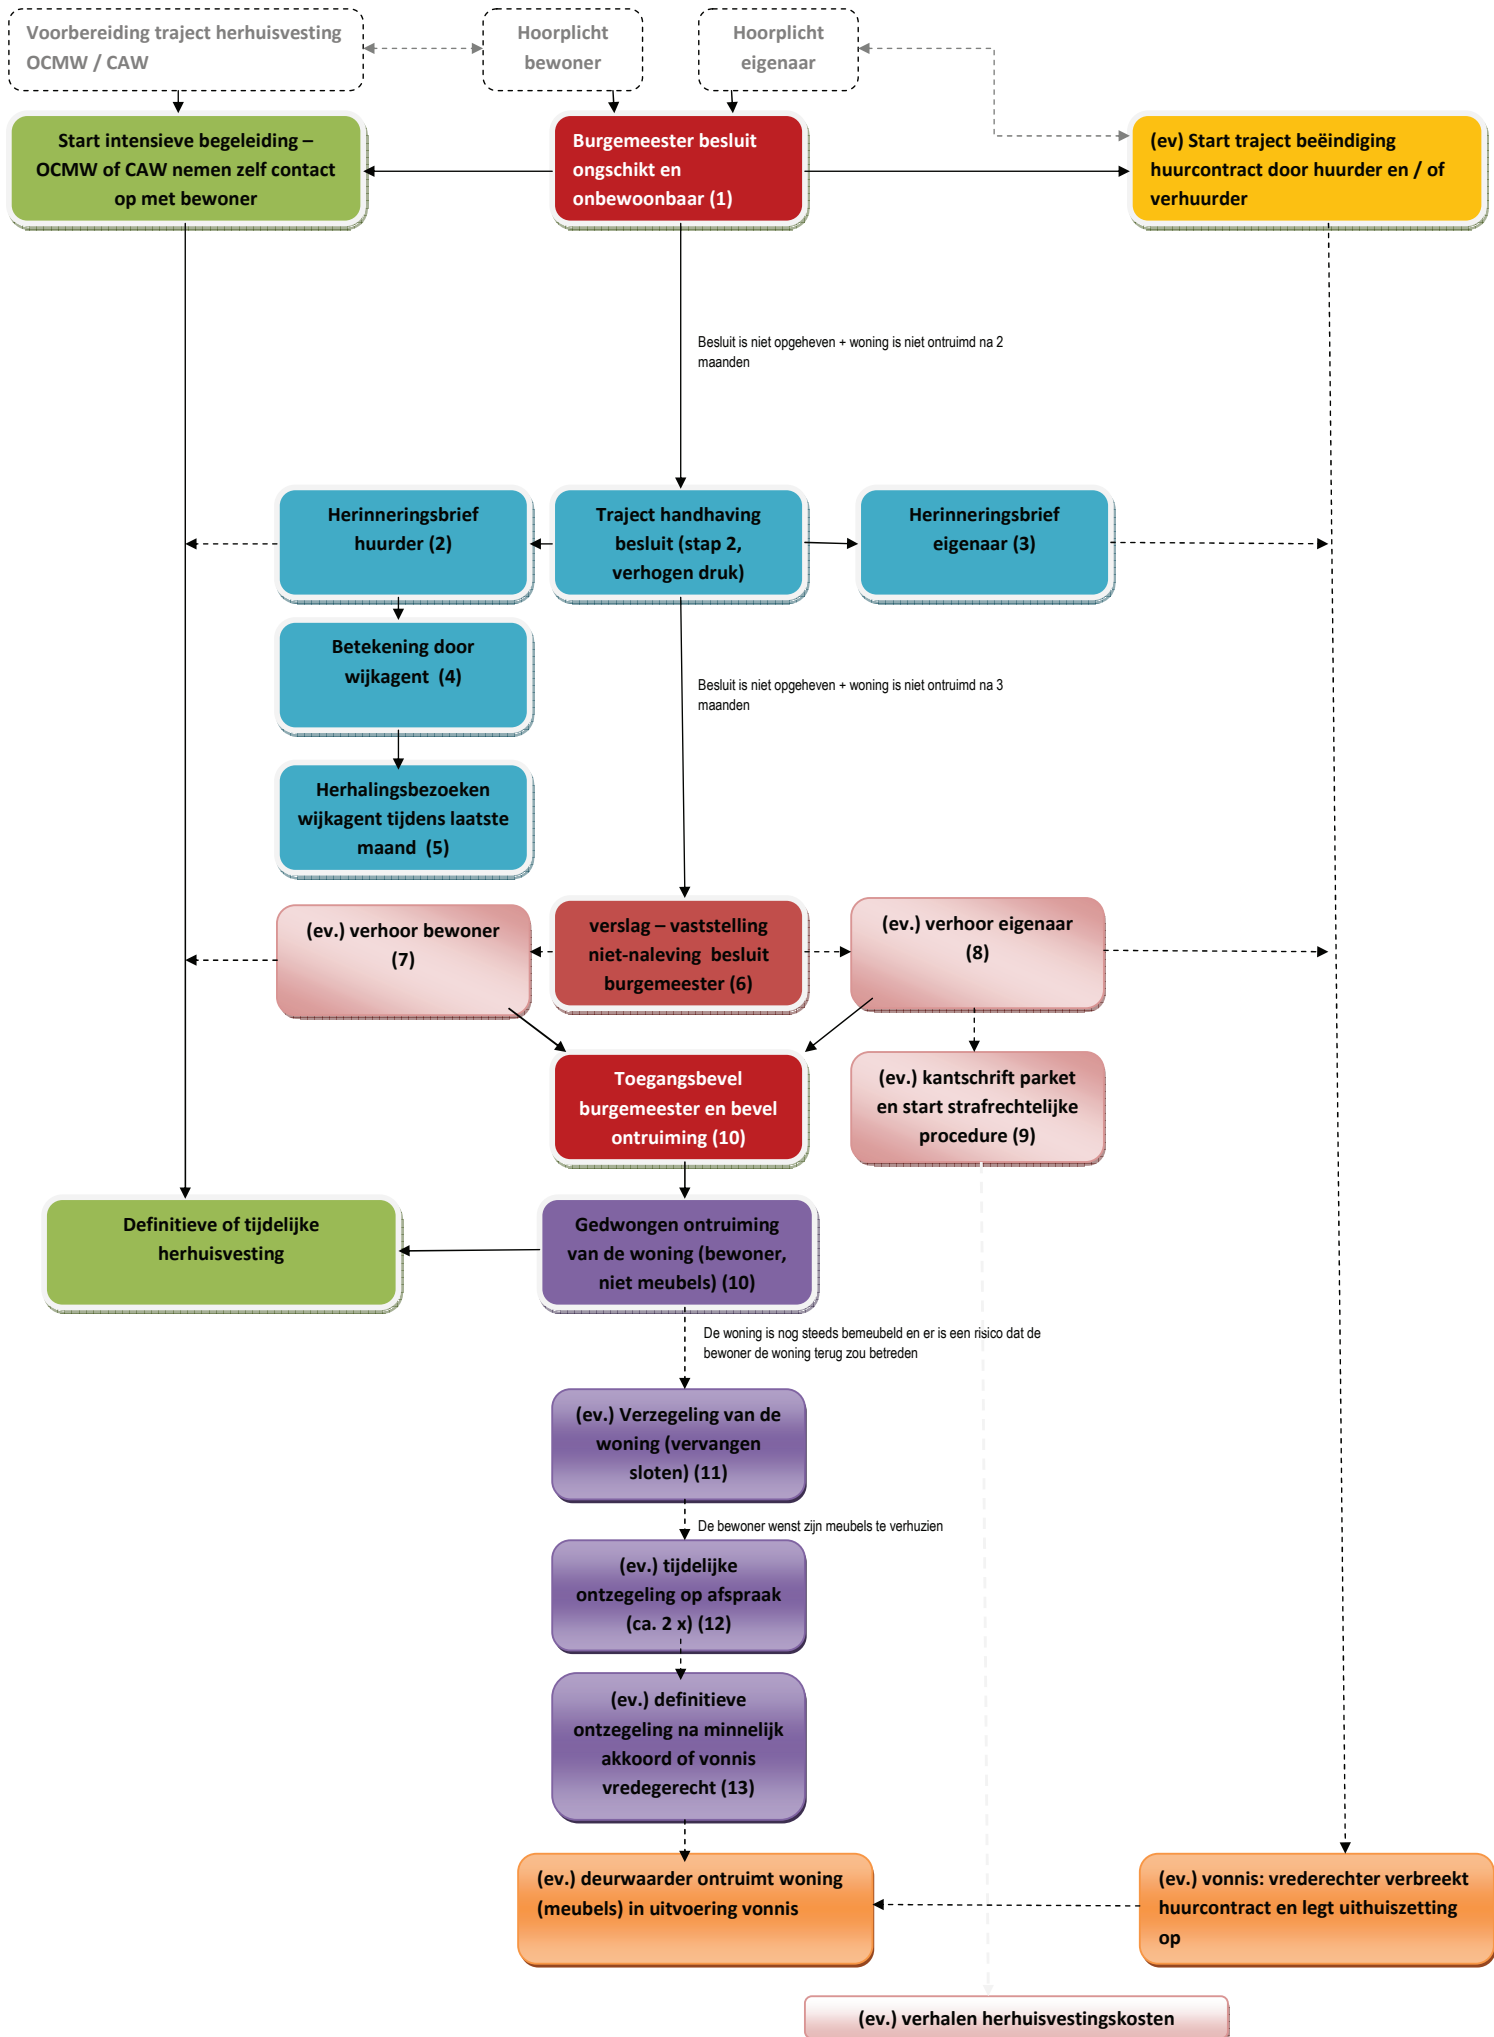 Voorbereiding traject herhuisvesting
OCMW / CAW
Hoorplicht
bewoner
Hoorplicht
eigenaar
Start intensieve begeleiding –
OCMW of CAW nemen zelf contact
op met bewoner
Burgemeester besluit
ongschikt en
onbewoonbaar (1)
(ev) Start traject beëindiging
huurcontract door huurder en / of
verhuurder
Besluit is niet opgeheven + woning is niet ontruimd na 2
maanden
Herinneringsbrief
huurder (2)
Traject handhaving
besluit (stap 2,
verhogen druk)
Herinneringsbrief
eigenaar (3)
Betekening door
wijkagent (4)
Besluit is niet opgeheven + woning is niet ontruimd na 3
maanden
Herhalingsbezoeken
wijkagent tijdens laatste
maand (5)
(ev.) verhoor bewoner
(7)
verslag – vaststelling
niet-naleving besluit
burgemeester (6)
(ev.) verhoor eigenaar
(8)
Toegangsbevel
burgemeester en bevel
ontruiming (10)
(ev.) kantschrift parket
en start strafrechtelijke
procedure (9)
Definitieve of tijdelijke
herhuisvesting
Gedwongen ontruiming
van de woning (bewoner,
niet meubels) (10)
De woning is nog steeds bemeubeld en er is een risico dat de
bewoner de woning terug zou betreden
(ev.) Verzegeling van de
woning (vervangen
sloten) (11)
De bewoner wenst zijn meubels te verhuzien
(ev.) tijdelijke
ontzegeling op afspraak
(ca. 2 x) (12)
(ev.) definitieve
ontzegeling na minnelijk
akkoord of vonnis
vredegerecht (13)
(ev.) deurwaarder ontruimt woning
(meubels) in uitvoering vonnis
(ev.) vonnis: vrederechter verbreekt
huurcontract en legt uithuiszetting
op
(ev.) verhalen herhuisvestingskosten